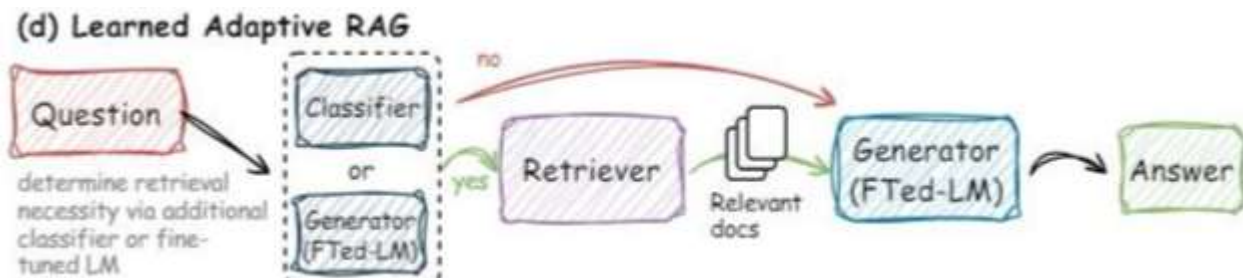 (d) Learned Adaptive RAG
Question
determine retrieval
necessity via additional
classifier or fine-
tuned LM
Classifier
or
Generator
(FTed-LM)
no
yes
Retriever
Relevant
docs
Generator
(FTed-LM)
Answer